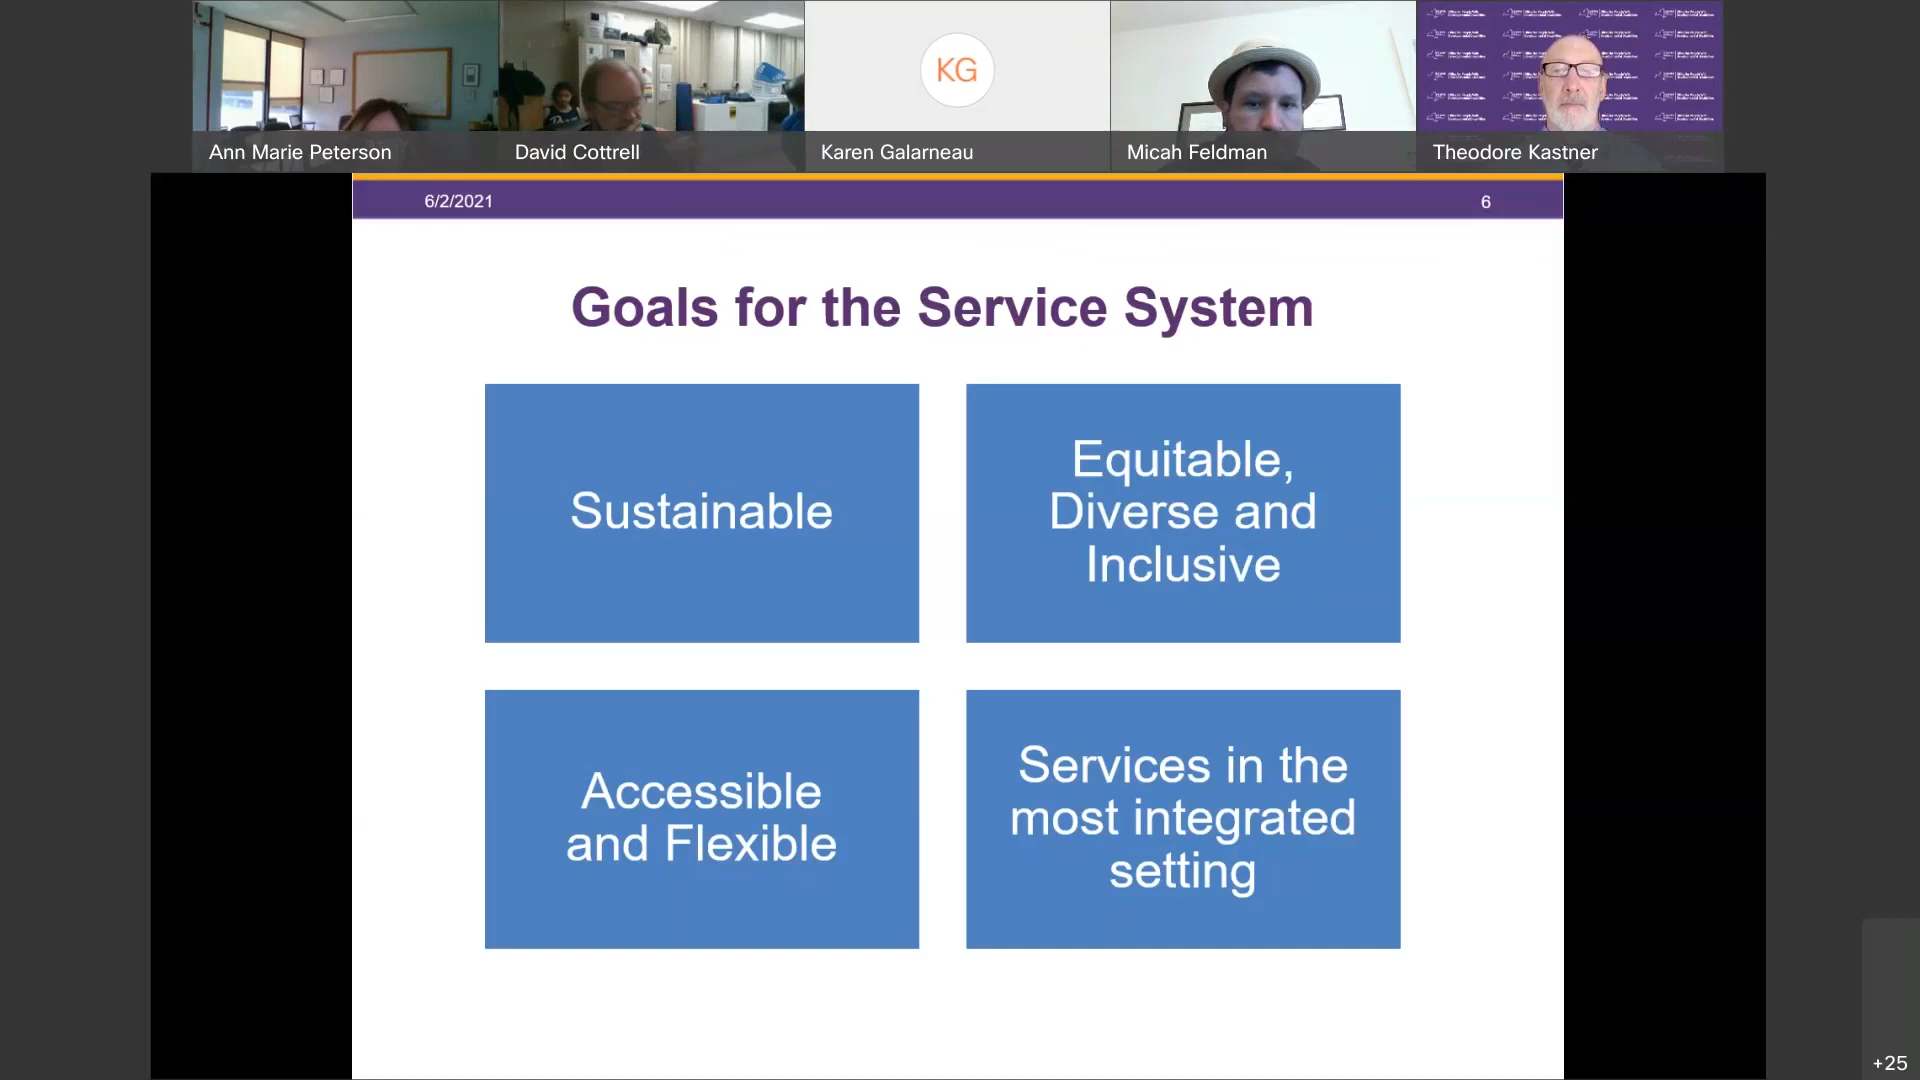 KG
Ann Marie Peterson
David Cottrell
Karen Galarneau
Micah Feldman
Theodore Kastner
6/2/2021
6
Goals for the Service System
Sustainable
Equitable,
Diverse and
Inclusive
Accessible
and Flexible
Services in the
most integrated
setting
+25